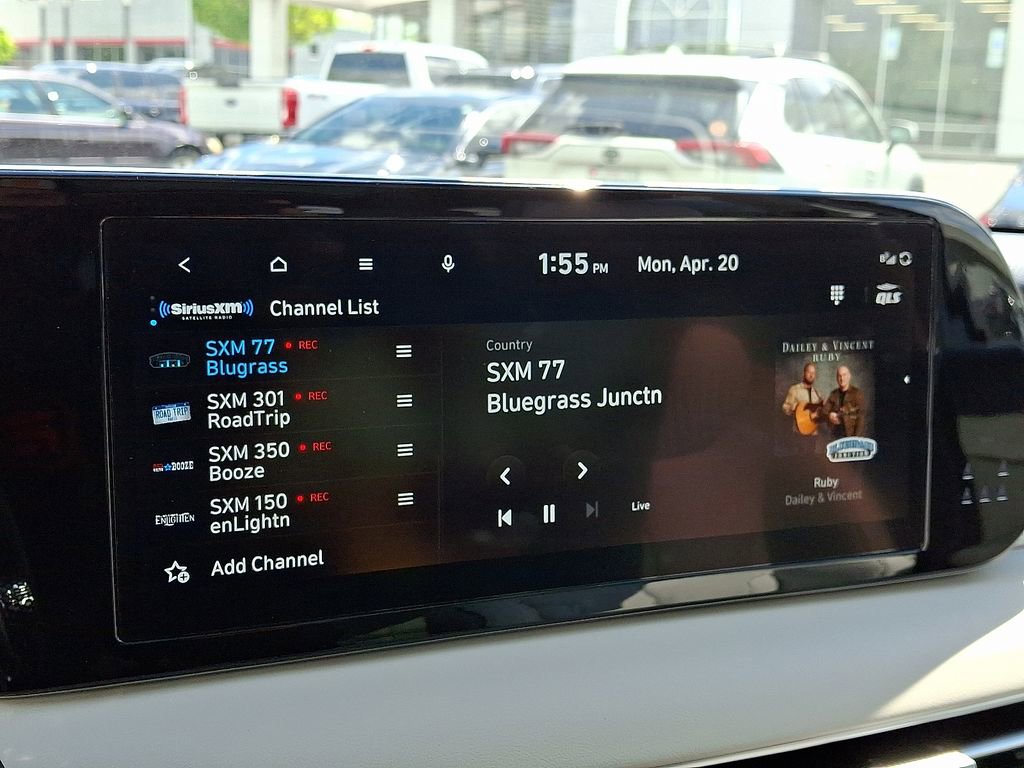 1:55 PM Mon, Apr. 20
SiriusXM Channel List
SATELLITE RADIO
QLS
SXM 77 REC
Blugrass
ROAD TRIP
SXM 301 REC
RoadTrip
BOOZE
SXM 350 REC
Booze
ENLIGHTEN
SXM 150 REC
enLightn
Add Channel
Country
SXM 77
Bluegrass Junctn
Live
DAILEY & VINCENT
RUBY
BLUEGRASS
JUNCTION
Ruby
Dailey & Vincent